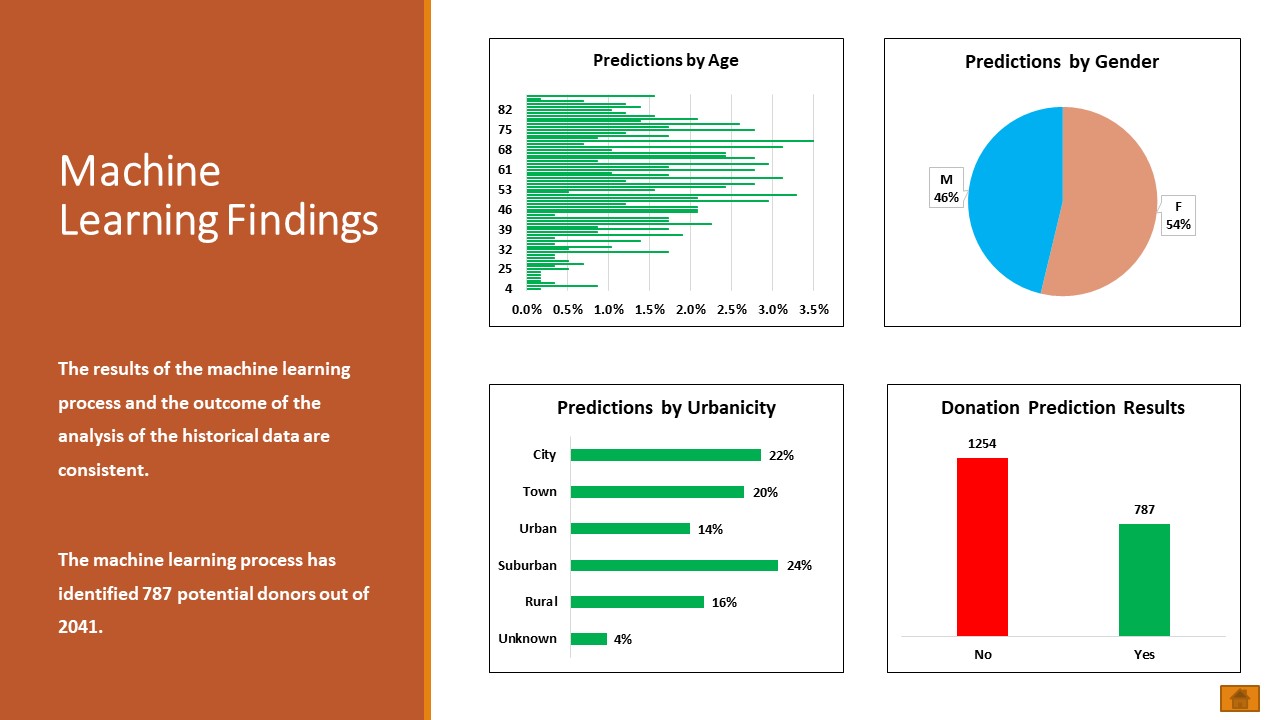 Machine
Learning Findings
The results of the machine learning
process and the outcome of the
analysis of the historical data are
consistent.
The machine learning process has
identified 787 potential donors out of
2041.
Predictions by Age
82
75
68
61
53
46
39
32
25
4
0.0% 0.5% 1.0% 1.5% 2.0% 2.5% 3.0% 3.5%
Predictions by Gender
M
46%
F
54%
Predictions by Urbanicity
City 22%
Town 20%
Urban 14%
Suburban 24%
Rural 16%
Unknown 4%
Donation Prediction Results
1254
787
No Yes